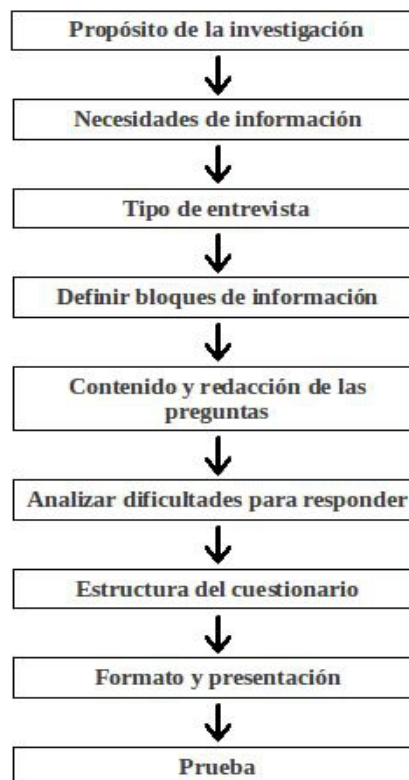 Propósito de la investigación
Necesidades de información
Tipo de entrevista
Definir bloques de información
Contenido y redacción de las
preguntas
Analizar dificultades para responder
Estructura del cuestionario
Formato y presentación
Prueba